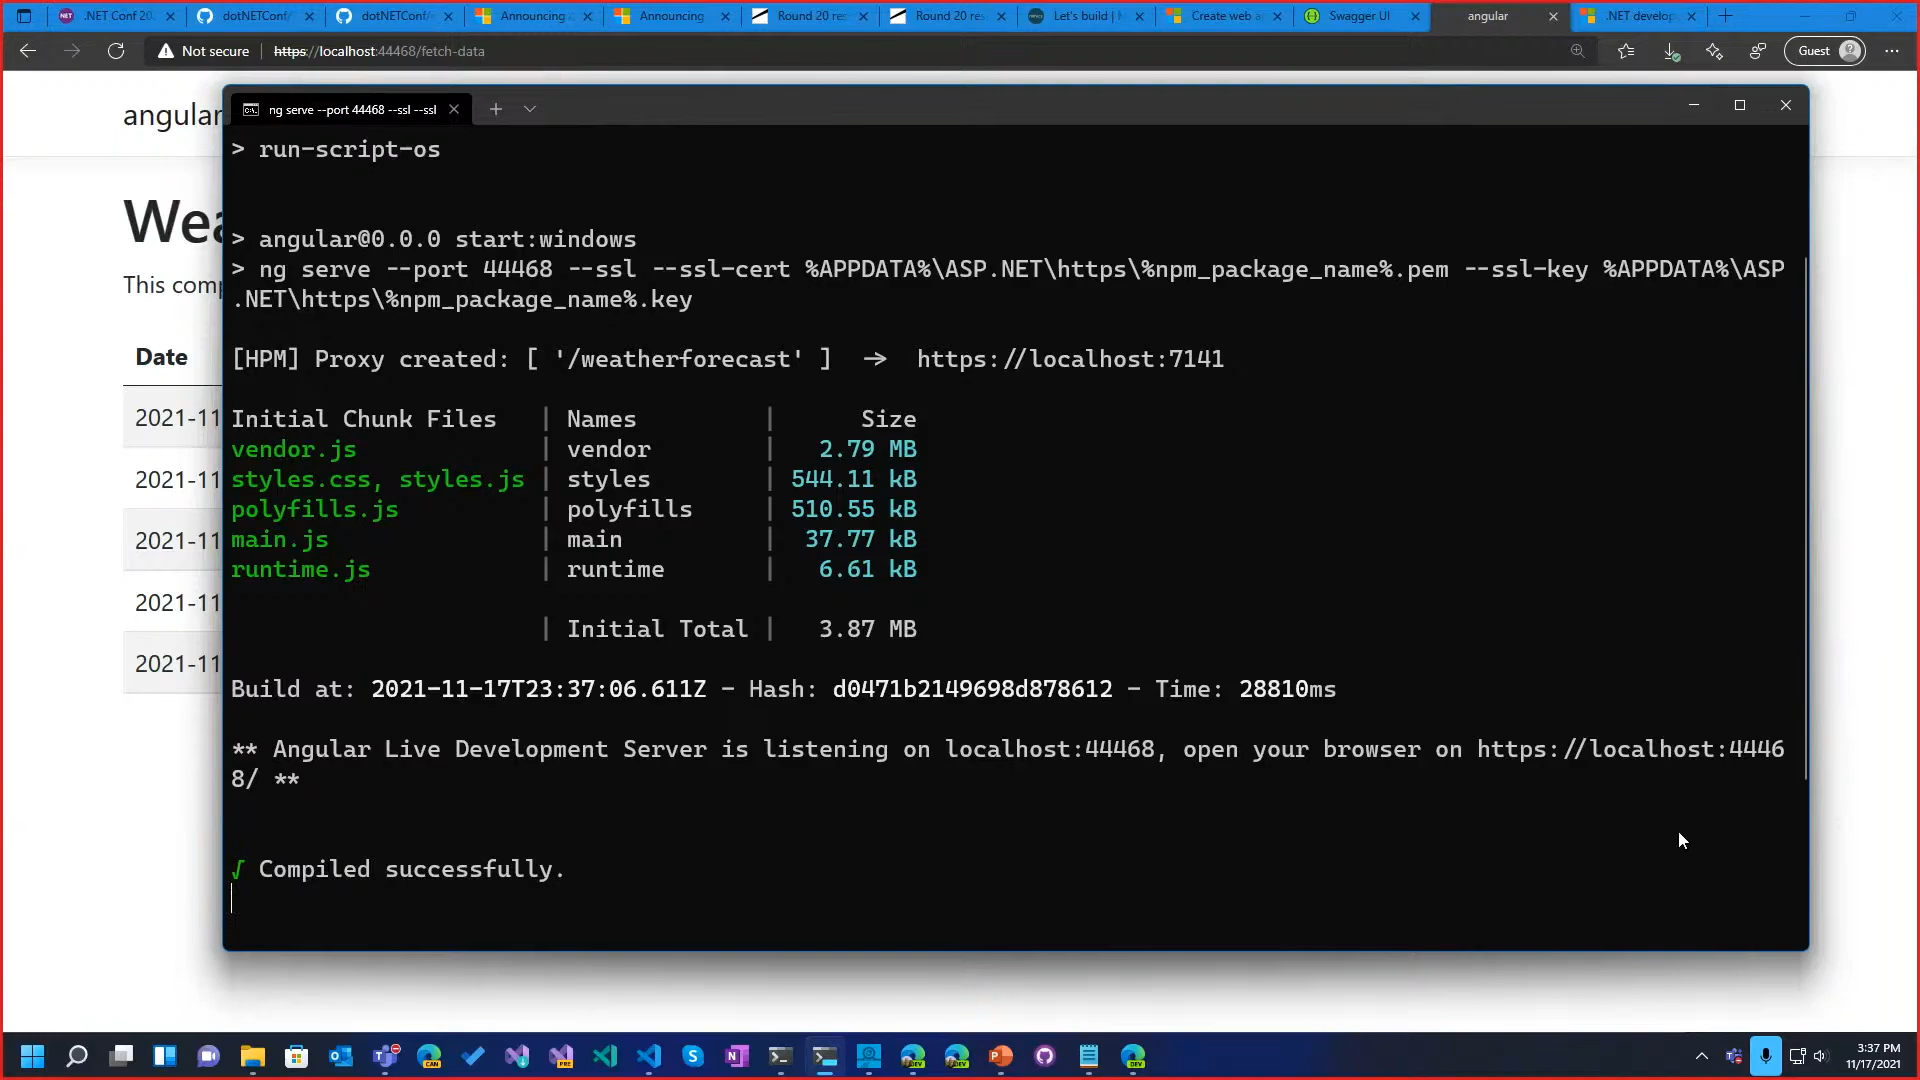 .NET Conf 20
dotNETConf/
dotNETConf/
Announcing
Announcing
Round 20 res
Round 20 res
Let's build |
Create web a
Swagger UI
angular
.NET develop
Not secure
https://localhost:44468/fetch-data
Guest
angular
ng serve --port 44468 --ssl --ssl
> run-script-os
> angular@0.0.0 start:windows
> ng serve --port 44468 --ssl --ssl-cert %APPDATA%\ASP.NET\https\%npm_package_name%.pem --ssl-key %APPDATA%\ASP
.NET\https\%npm_package_name%.key
[HPM] Proxy created: [ '/weatherforecast' ]  ->  https://localhost:7141
Initial Chunk Files | Names | Size
vendor.js | vendor | 2.79 MB
styles.css, styles.js | styles | 544.11 kB
polyfills.js | polyfills | 510.55 kB
main.js | main | 37.77 kB
runtime.js | runtime | 6.61 kB
| Initial Total | 3.87 MB
Build at: 2021-11-17T23:37:06.611Z - Hash: d0471b2149698d878612 - Time: 28810ms
** Angular Live Development Server is listening on localhost:44468, open your browser on https://localhost:4446
8/ **
√ Compiled successfully.
Wea
This comp
Date
2021-11
2021-11
2021-11
2021-11
2021-11
3:37 PM
11/17/2021